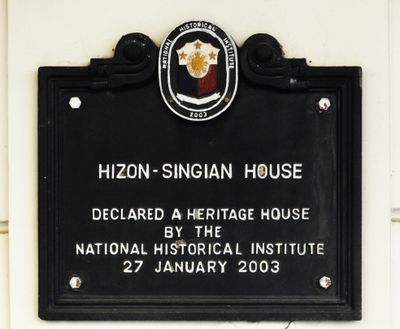 NATIONAL HISTORICAL INSTITUTE
2003
HIZON-SINGIAN HOUSE
DECLARED A HERITAGE HOUSE
BY THE
NATIONAL HISTORICAL INSTITUTE
27 JANUARY 2003